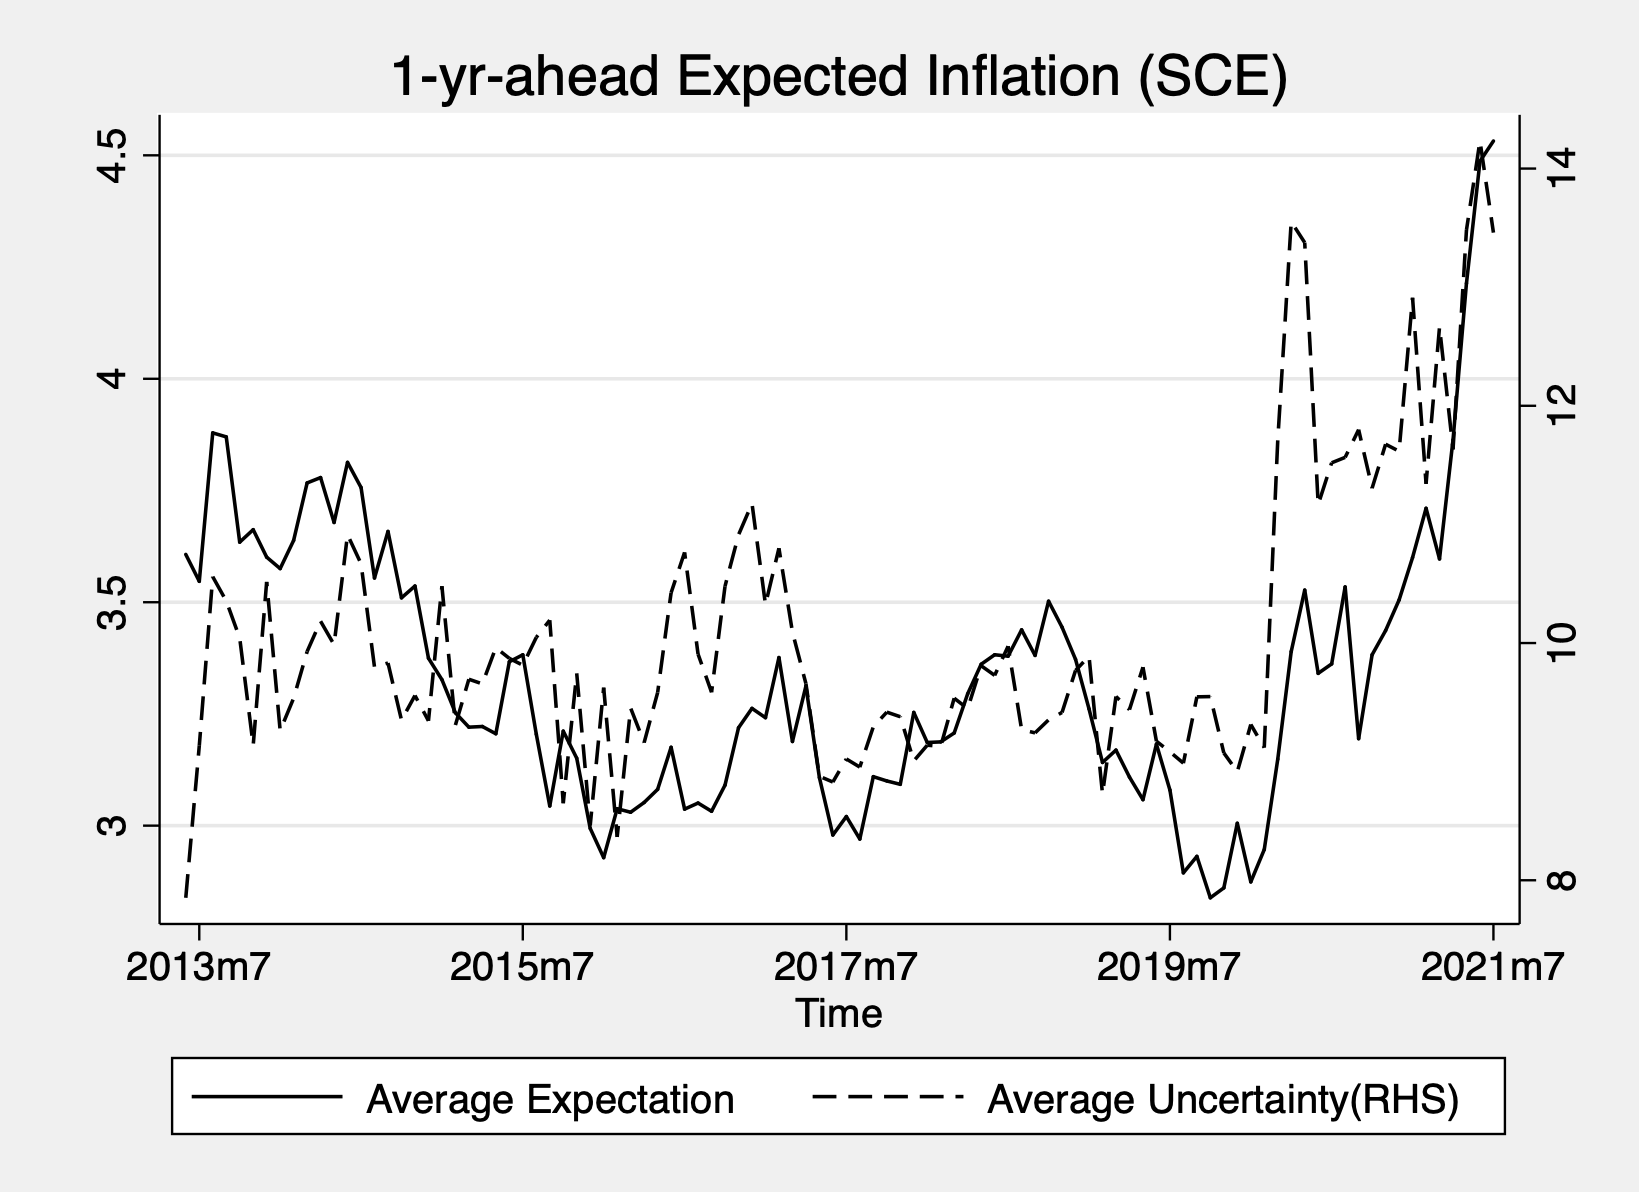 1-yr-ahead Expected Inflation (SCE)
4.5
4
3.5
3
14
12
10
8
2013m7 2015m7 2017m7 2019m7 2021m7
Time
Average Expectation Average Uncertainty(RHS)